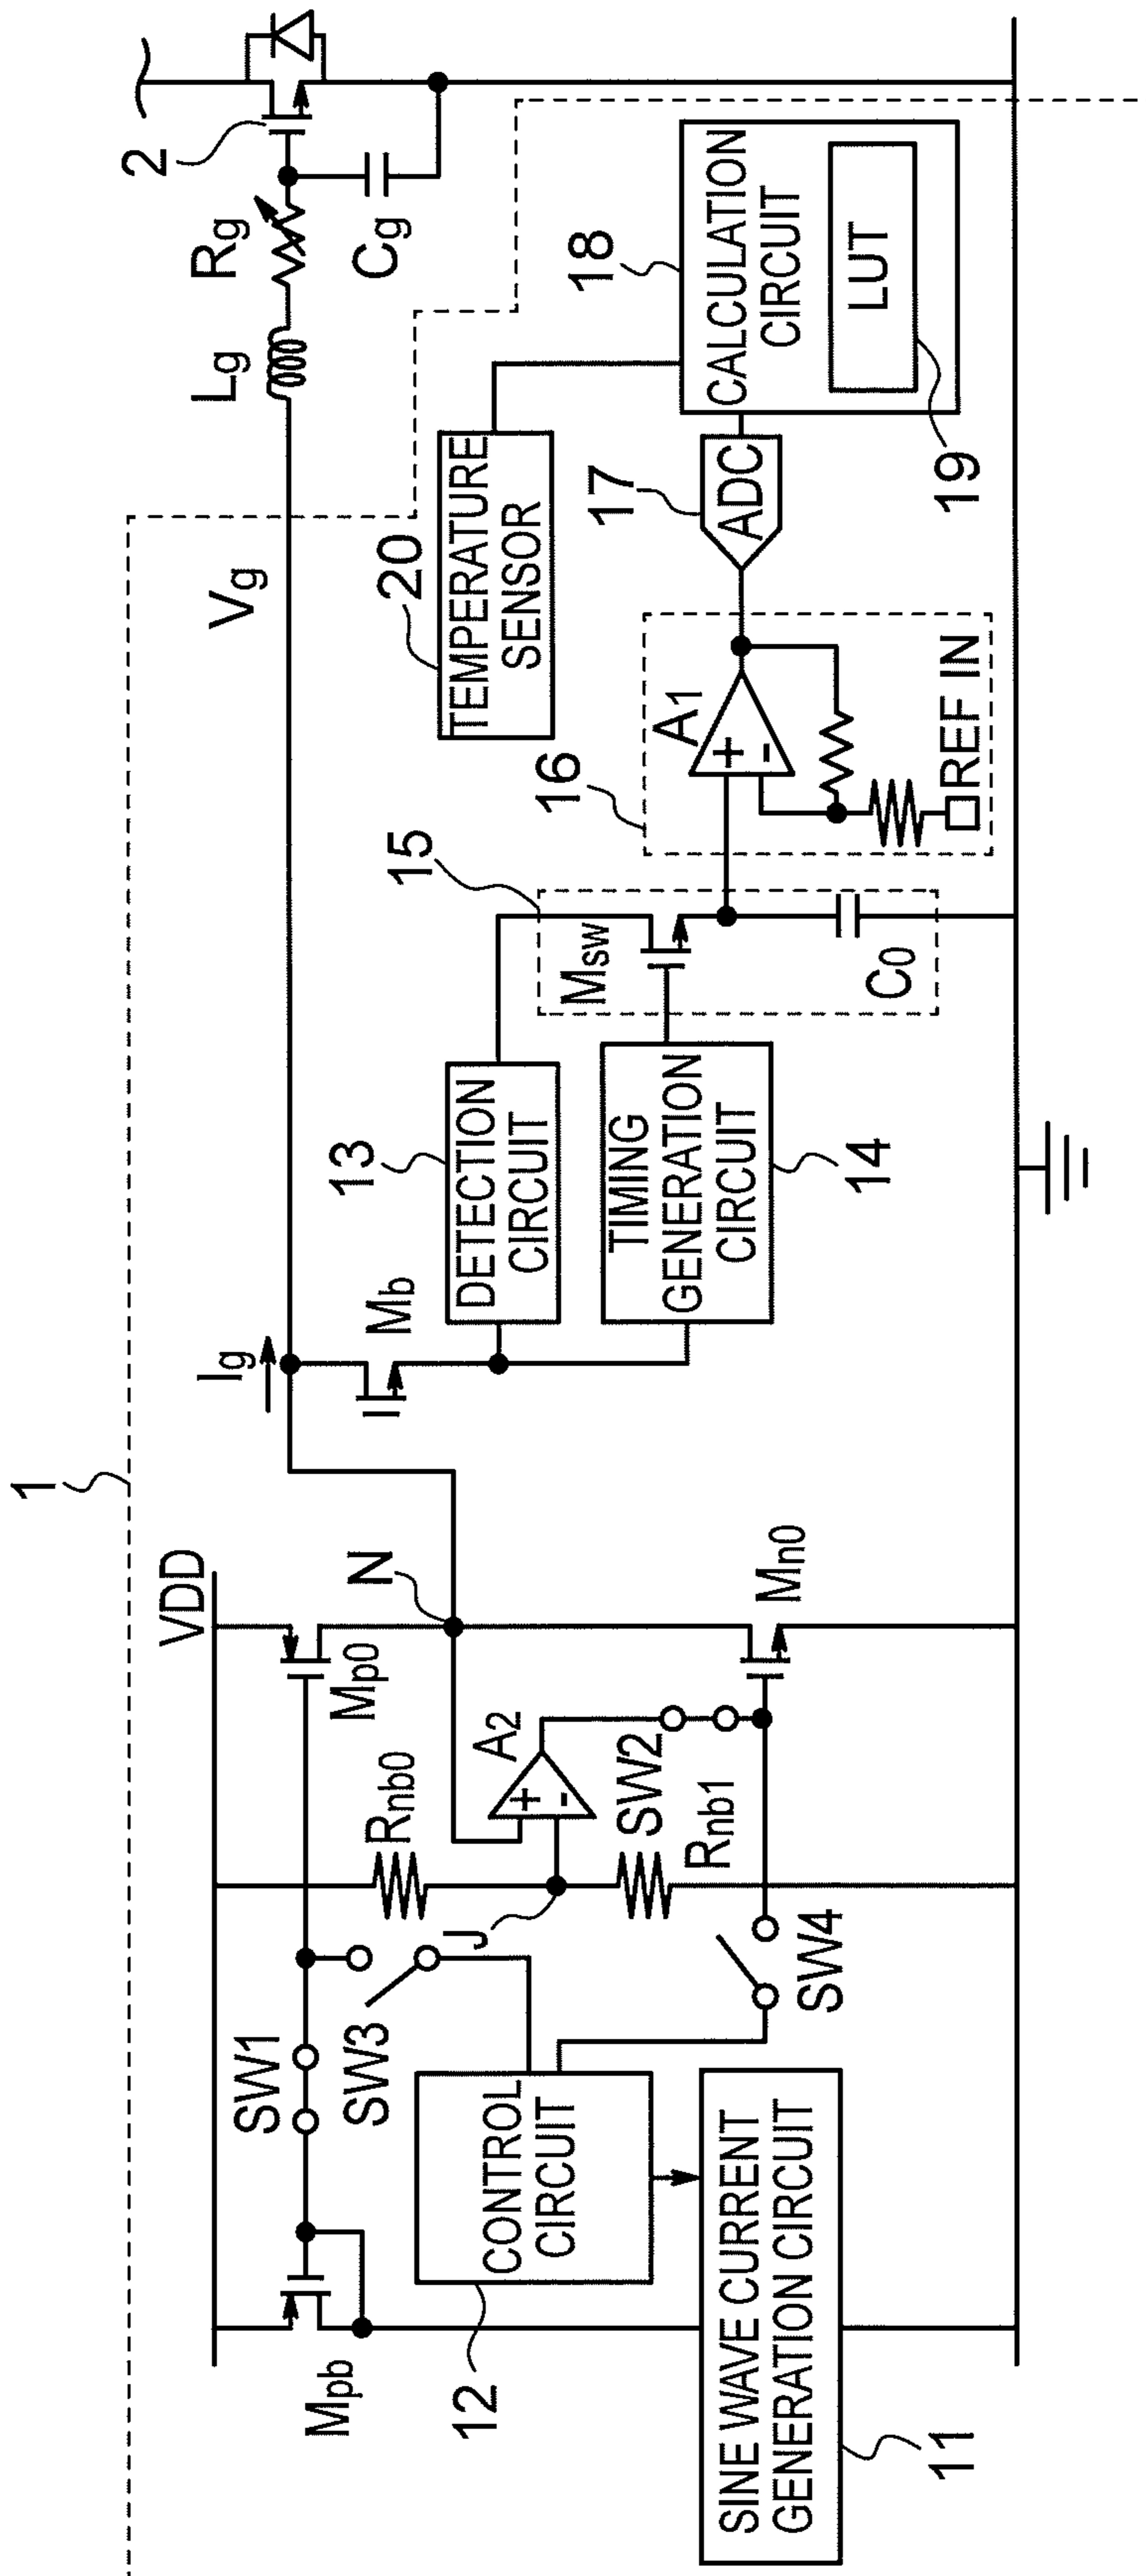 1
VDD
SW1
Mpb
SW3
12
CONTROL
CIRCUIT
SINE WAVE CURRENT
GENERATION CIRCUIT
11
Mp0
N
Rnb0
J
A2
+
-
SW2
Rnb1
SW4
Mn0
Ig
Mb
13
DETECTION
CIRCUIT
TIMING
GENERATION
CIRCUIT
14
15
Msw
C0
16
A1
+
-
REF IN
Vg
20
TEMPERATURE
SENSOR
17
ADC
18
CALCULATION
CIRCUIT
LUT
19
Lg
Rg
Cg
2